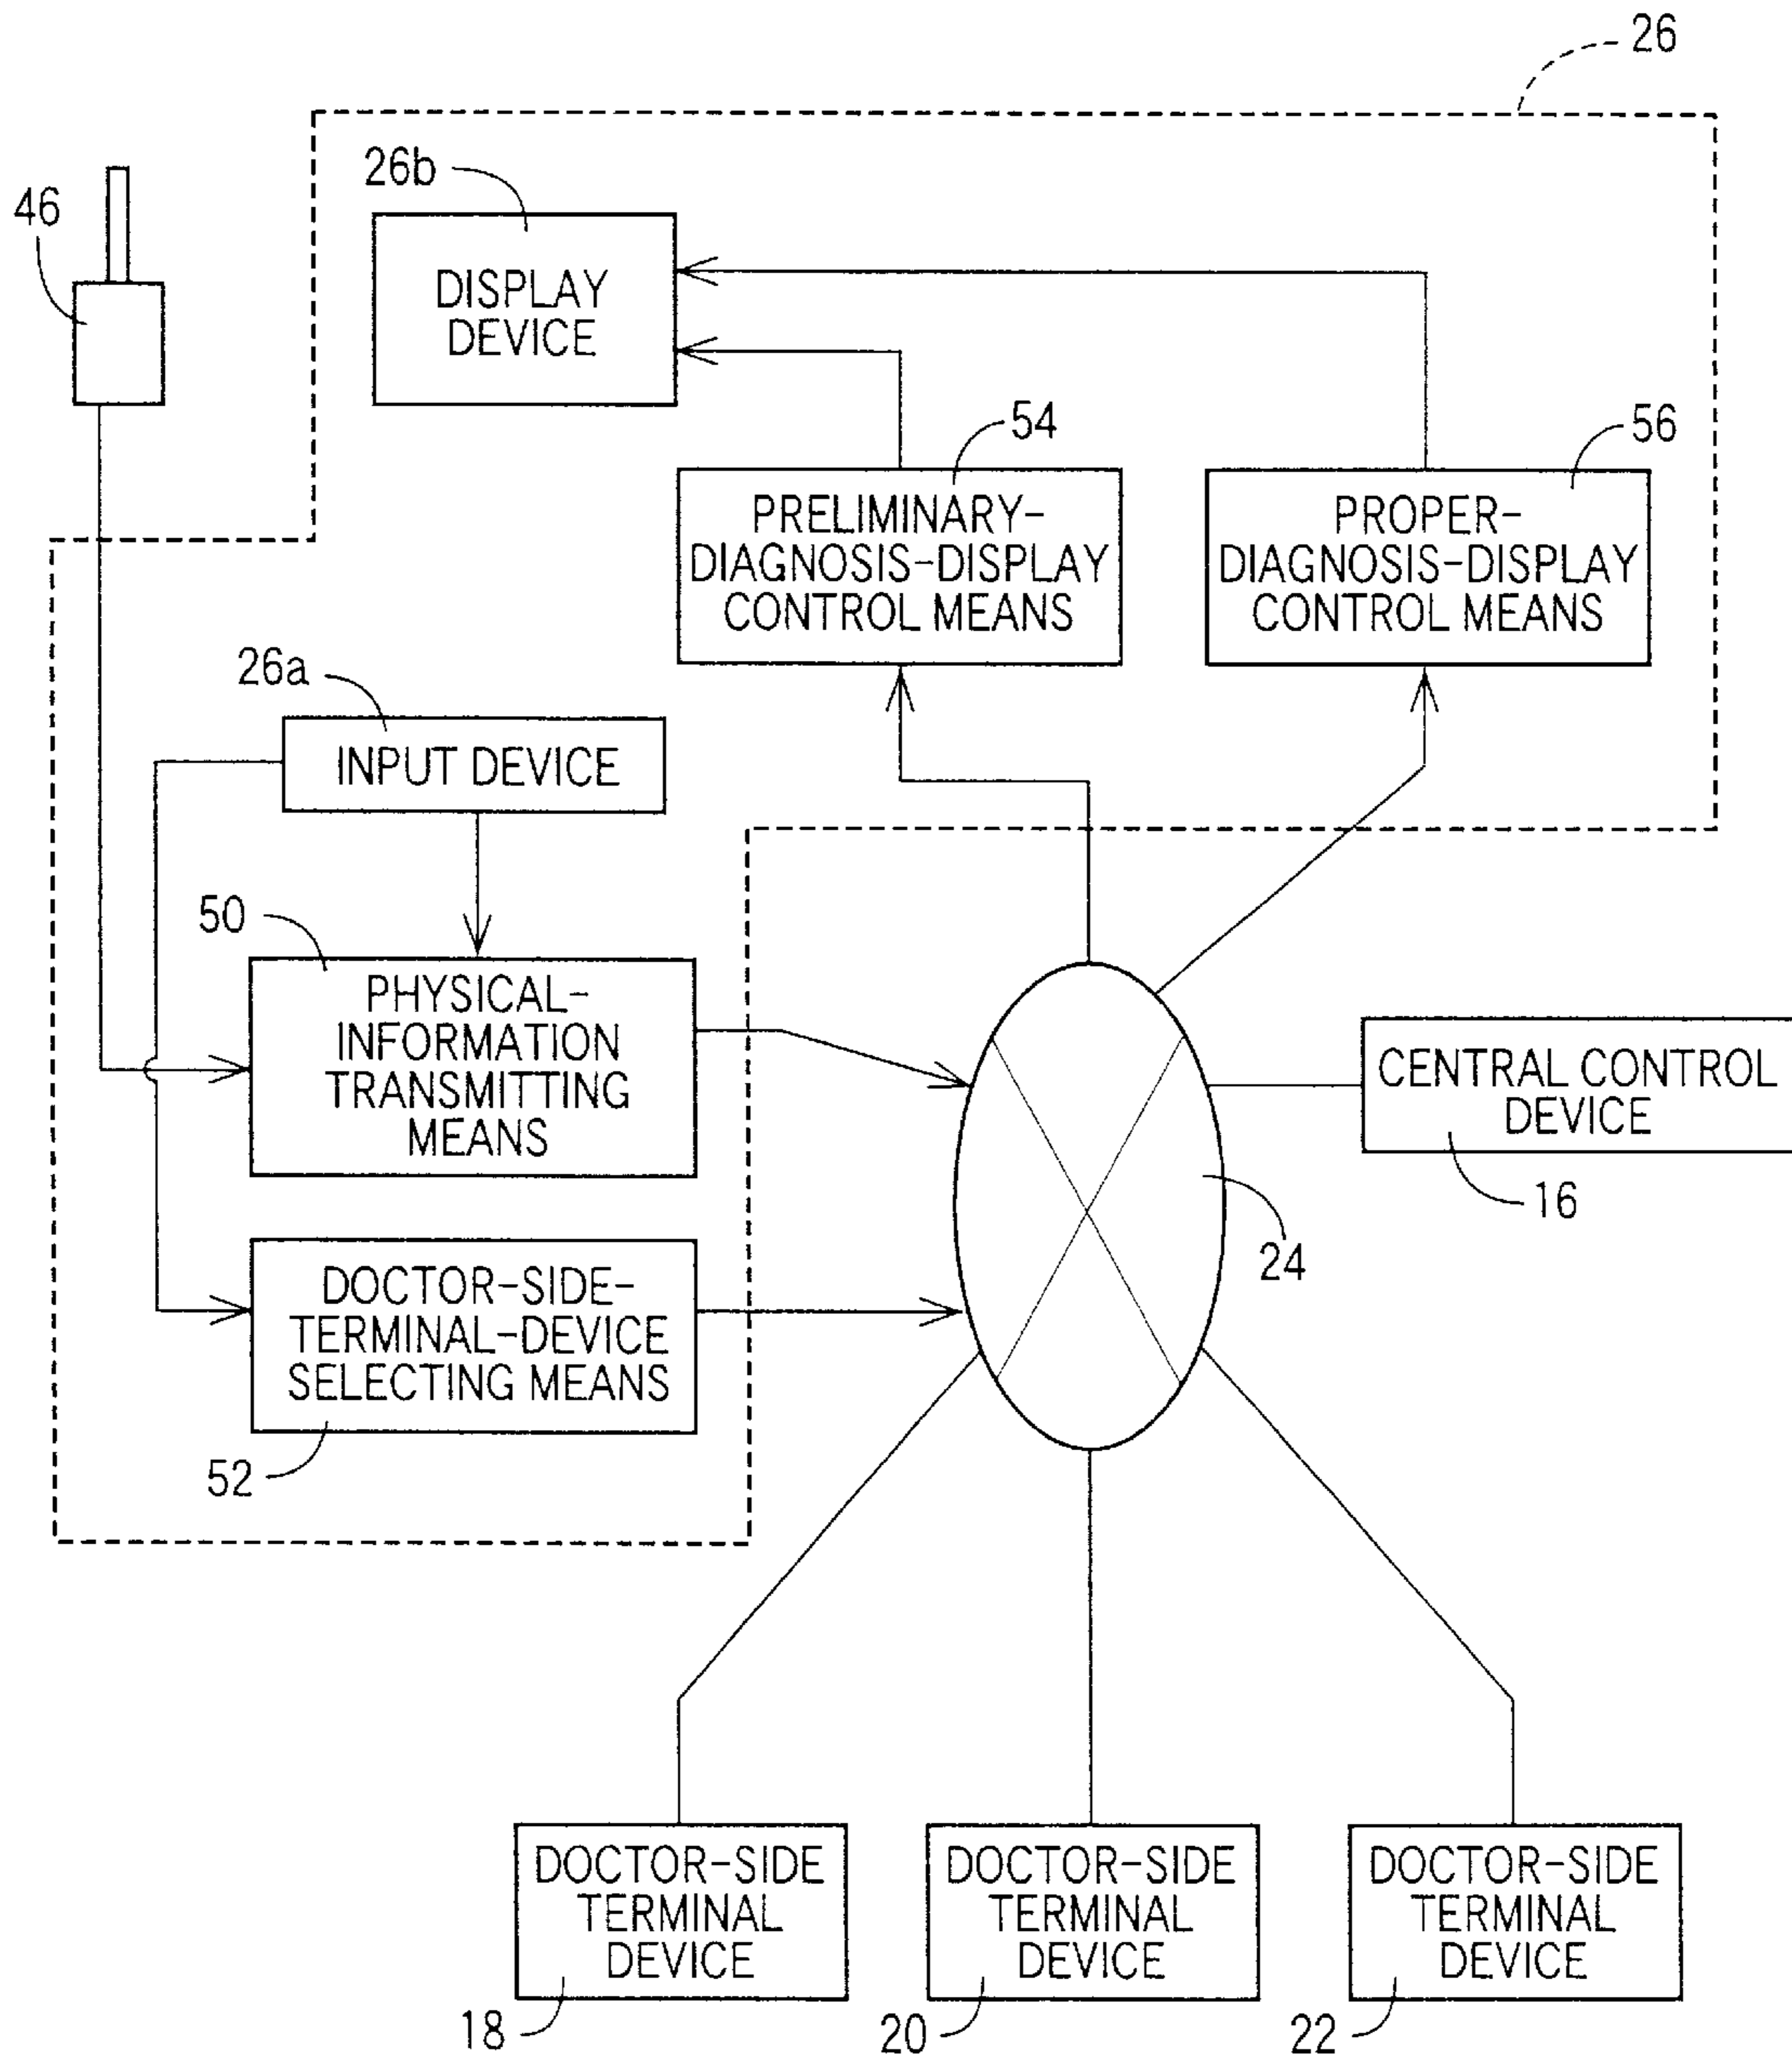 26
26b
46
DISPLAY
DEVICE
54
56
PRELIMINARY-
DIAGNOSIS-DISPLAY
CONTROL MEANS
PROPER-
DIAGNOSIS-DISPLAY
CONTROL MEANS
26a
INPUT DEVICE
50
PHYSICAL-
INFORMATION
TRANSMITTING
MEANS
CENTRAL CONTROL
DEVICE
16
24
DOCTOR-SIDE-
TERMINAL-DEVICE
SELECTING MEANS
52
DOCTOR-SIDE
TERMINAL
DEVICE
18
DOCTOR-SIDE
TERMINAL
DEVICE
20
DOCTOR-SIDE
TERMINAL
DEVICE
22